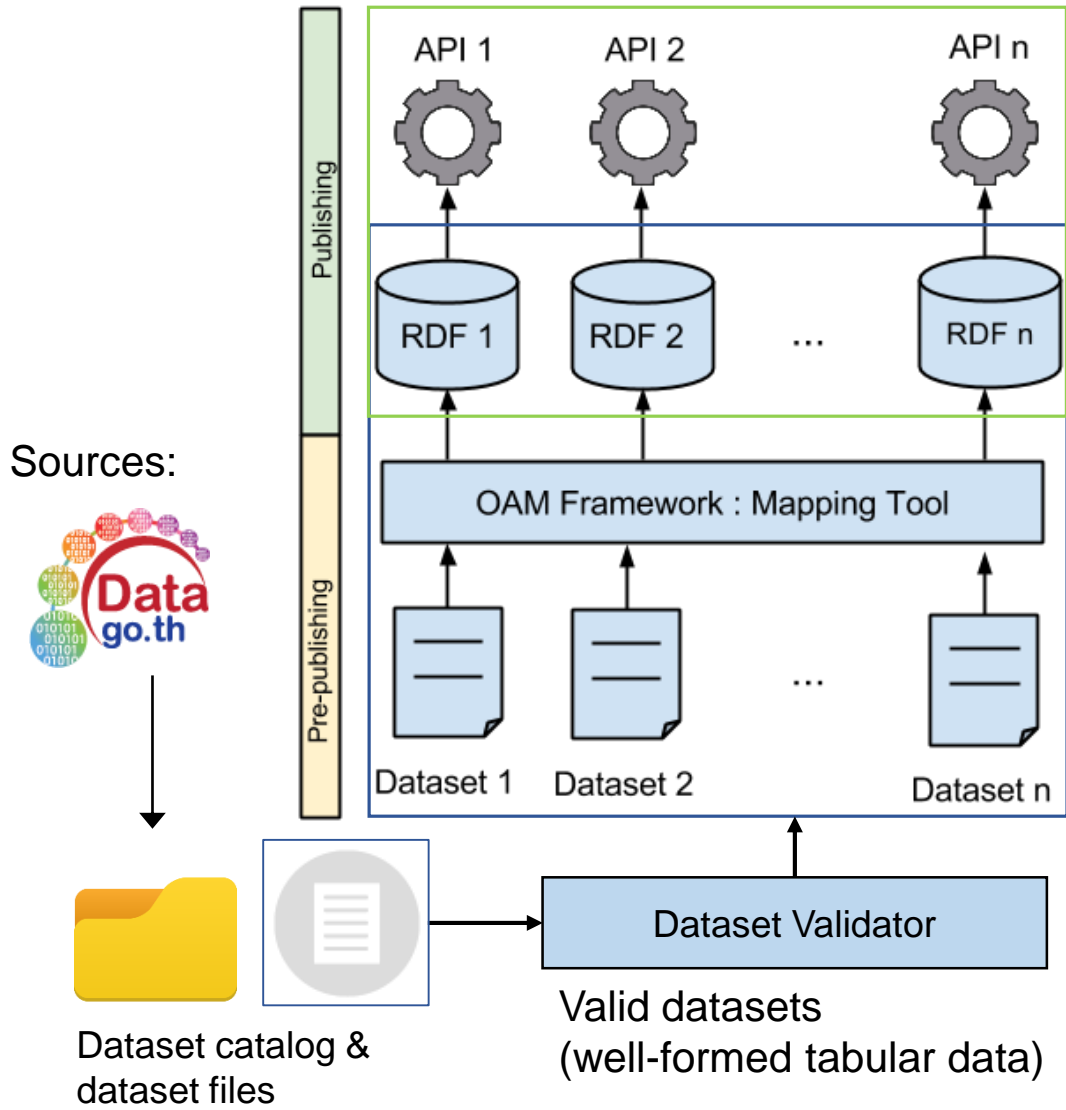 API 1
API 2
API n
Publishing
RDF 1
RDF 2
...
RDF n
Sources:
OAM Framework : Mapping Tool
Data
go.th
Pre-publishing
...
Dataset 1
Dataset 2
Dataset n
Dataset Validator
Valid datasets
(well-formed tabular data)
Dataset catalog &
dataset files